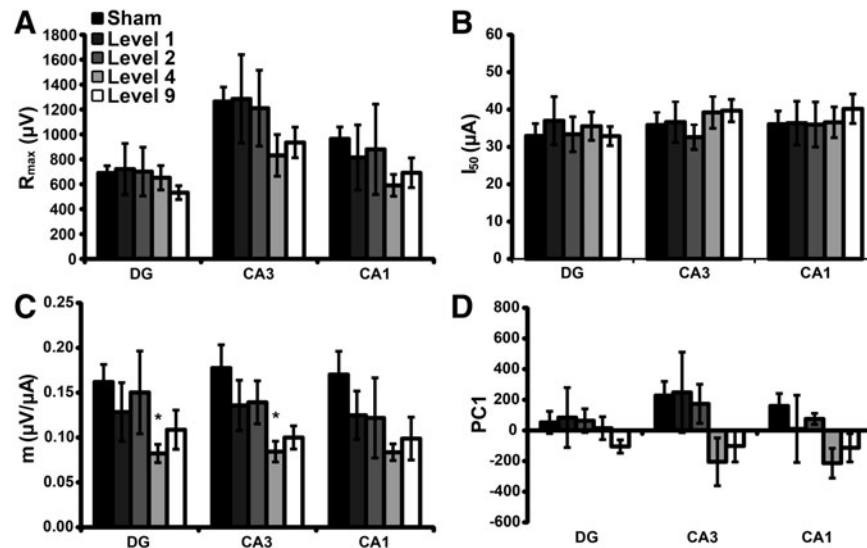 A
Sham
Level 1
Level 2
Level 4
Level 9
1800
1600
1400
1200
1000
800
600
400
200
0
Rmax (μV)
DG CA3 CA1
B
60
50
40
30
20
10
0
I50 (μA)
DG CA3 CA1
C
0.25
0.20
0.15
0.10
0.05
0.00
m (μV/μA)
* *
DG CA3 CA1
D
800
600
400
200
0
-200
-400
-600
PC1
DG CA3 CA1